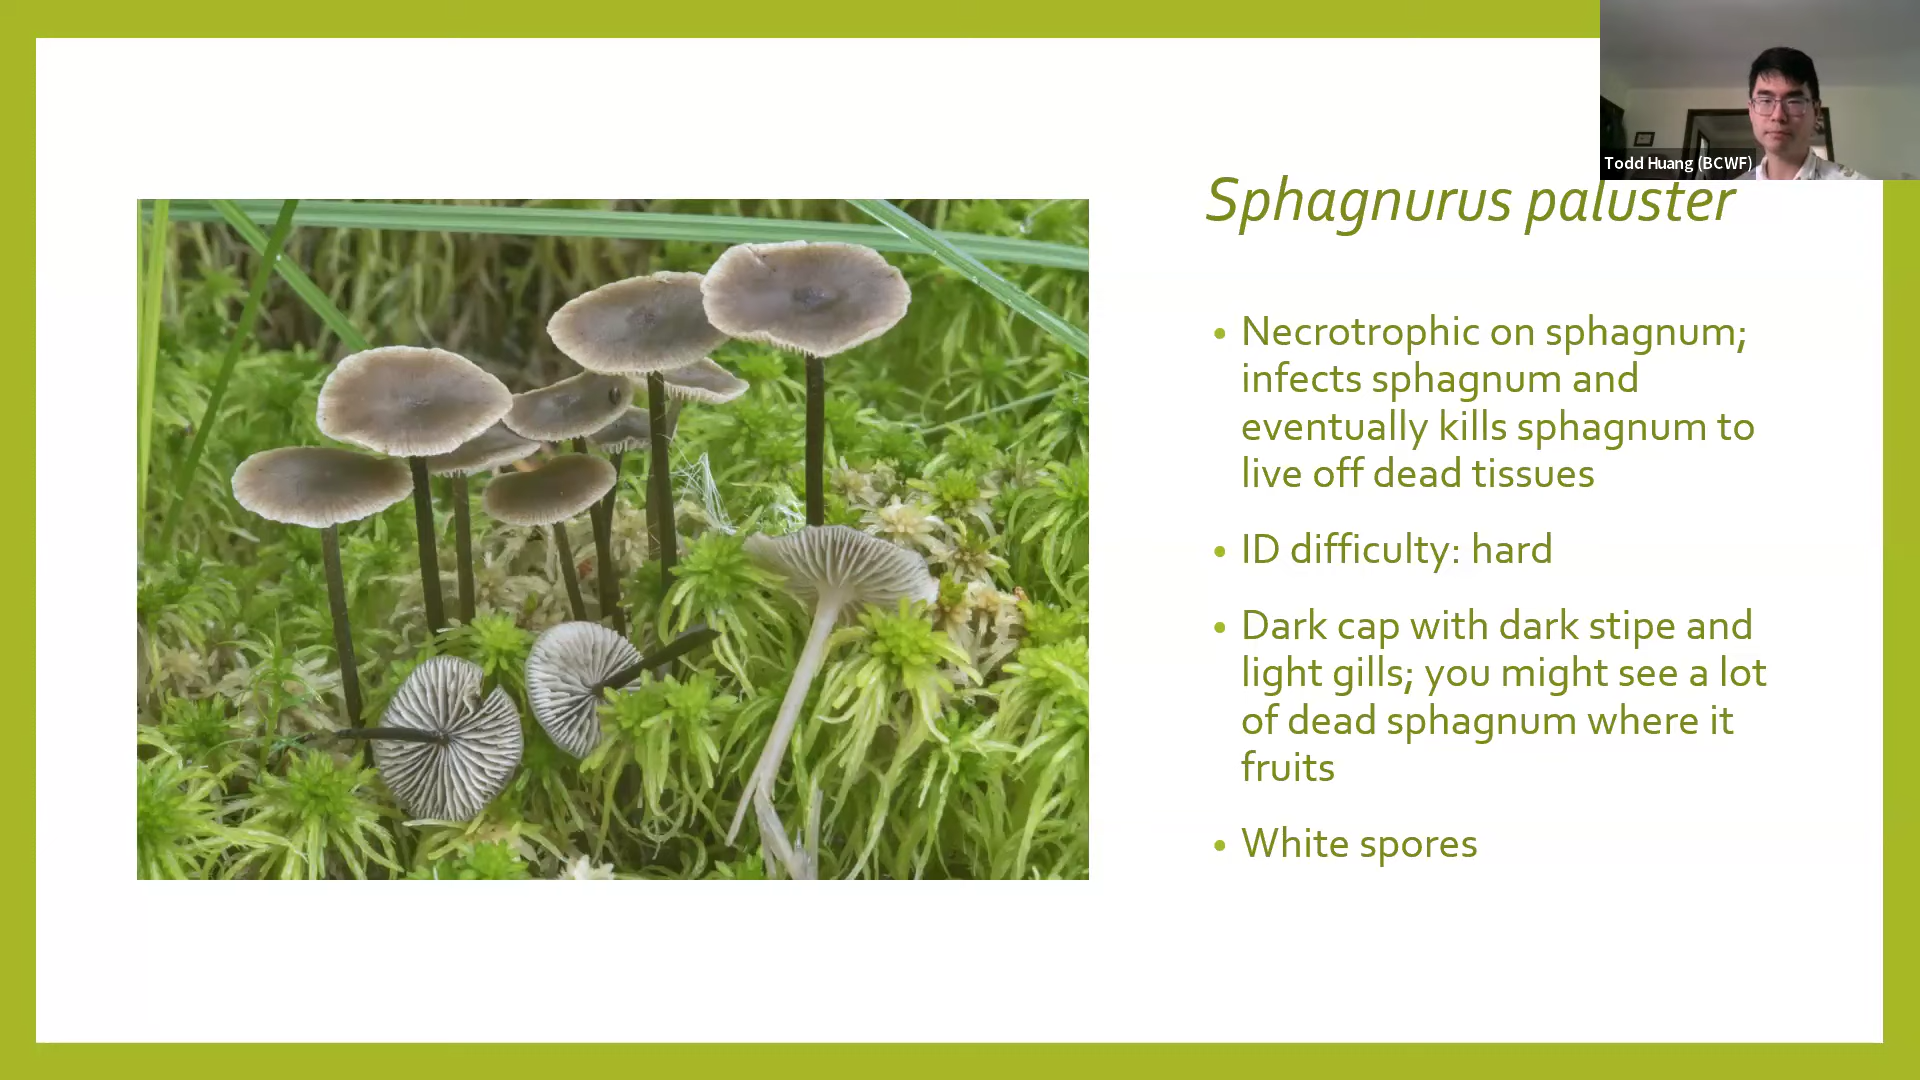 Todd Huang (BCWF)
Sphagnurus paluster
• Necrotrophic on sphagnum;
infects sphagnum and
eventually kills sphagnum to
live off dead tissues
• ID difficulty: hard
• Dark cap with dark stipe and
light gills; you might see a lot
of dead sphagnum where it
fruits
• White spores